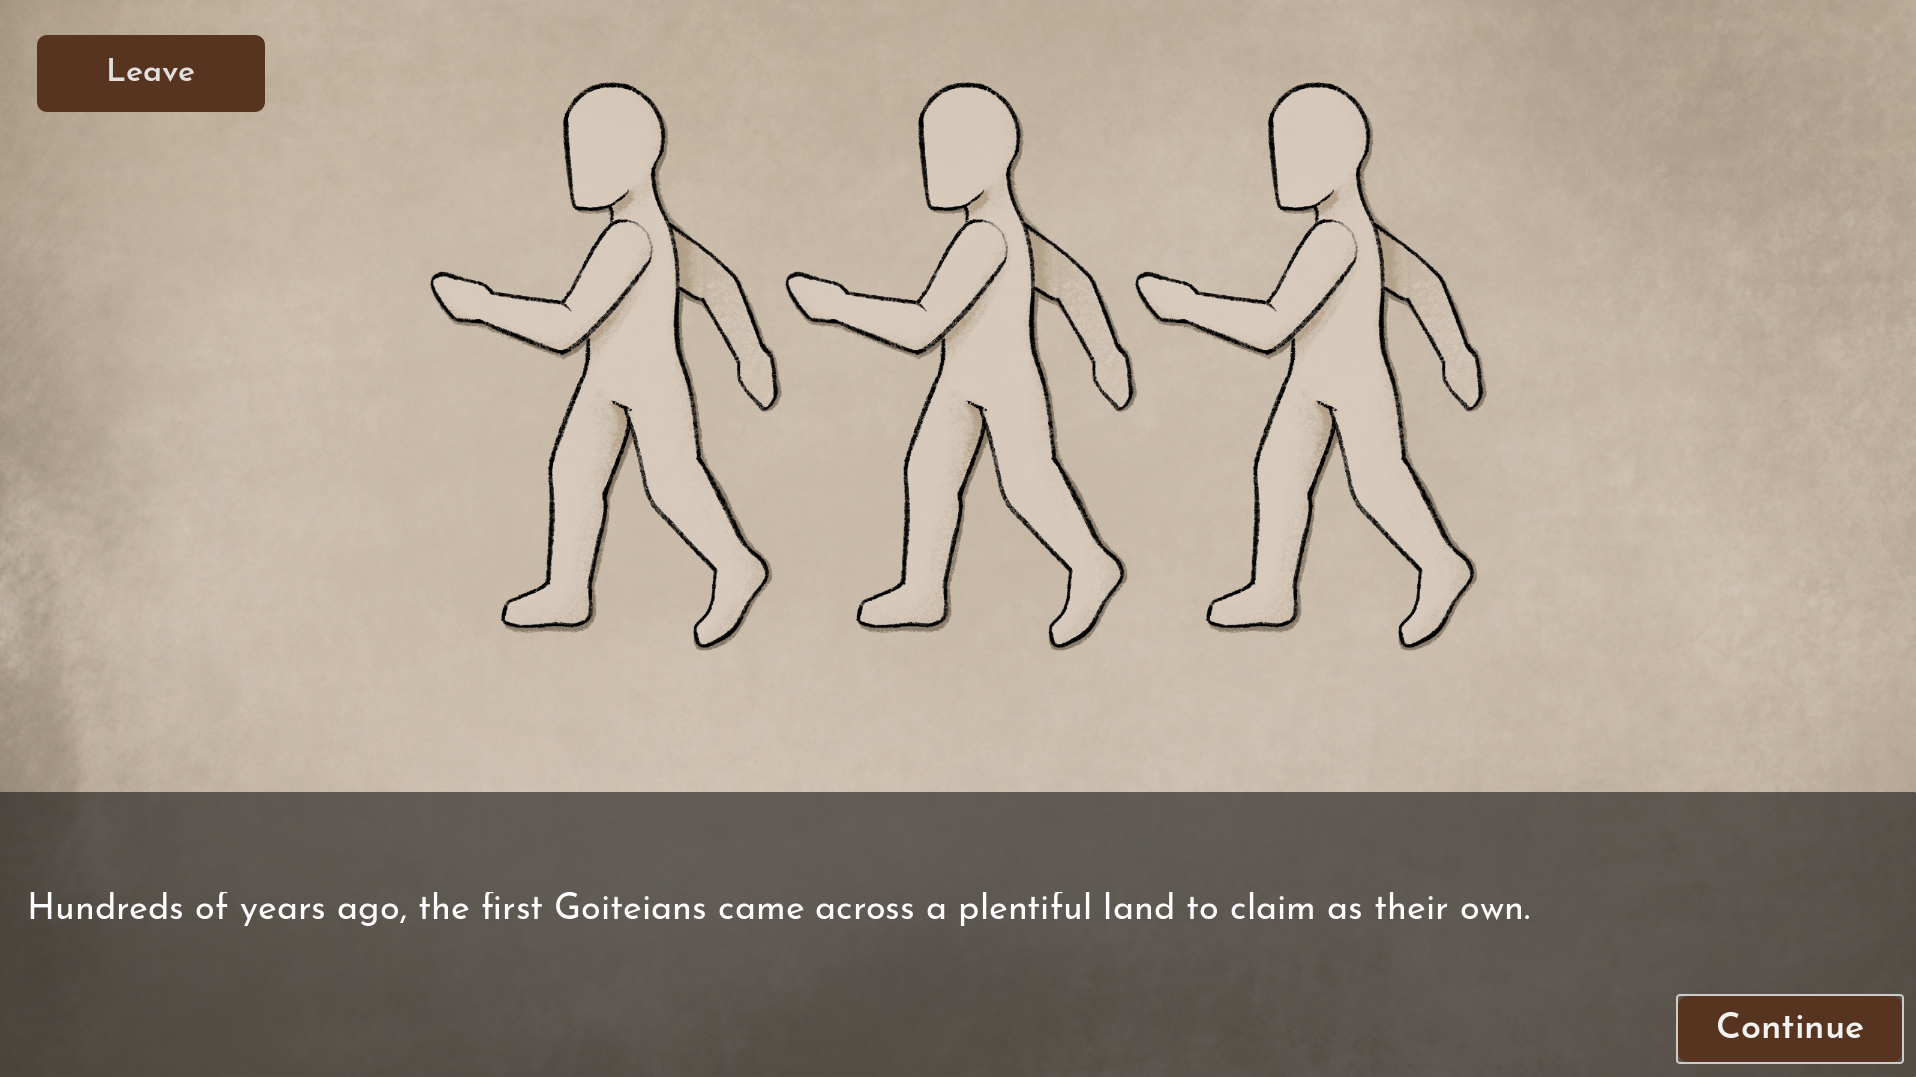 Leave
Hundreds of years ago, the first Goiteians came across a plentiful land to claim as their own.
Continue